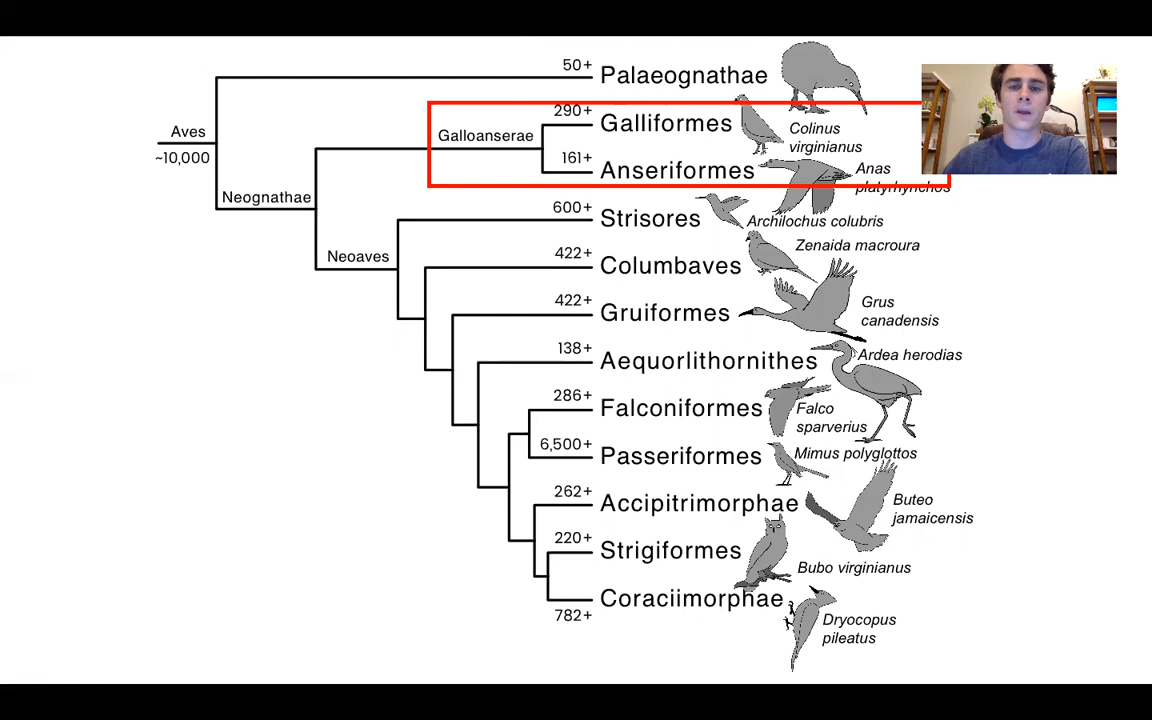 50+
Palaeognathae
Aves
~10,000
Galloanserae
290+
Galliformes
Colinus
virginianus
161+
Anseriformes
Anas
platyrhynchos
Neognathae
600+
Strisores
Archilochus colubris
Neoaves
422+
Columbaves
Zenaida macroura
422+
Gruiformes
Grus
canadensis
138+
Aequorlithornithes
Ardea herodias
286+
Falconiformes
Falco
sparverius
6,500+
Passeriformes
Mimus polyglottos
262+
Accipitrimorphae
Buteo
jamaicensis
220+
Strigiformes
Bubo virginianus
Coraciimorphae
782+
Dryocopus
pileatus